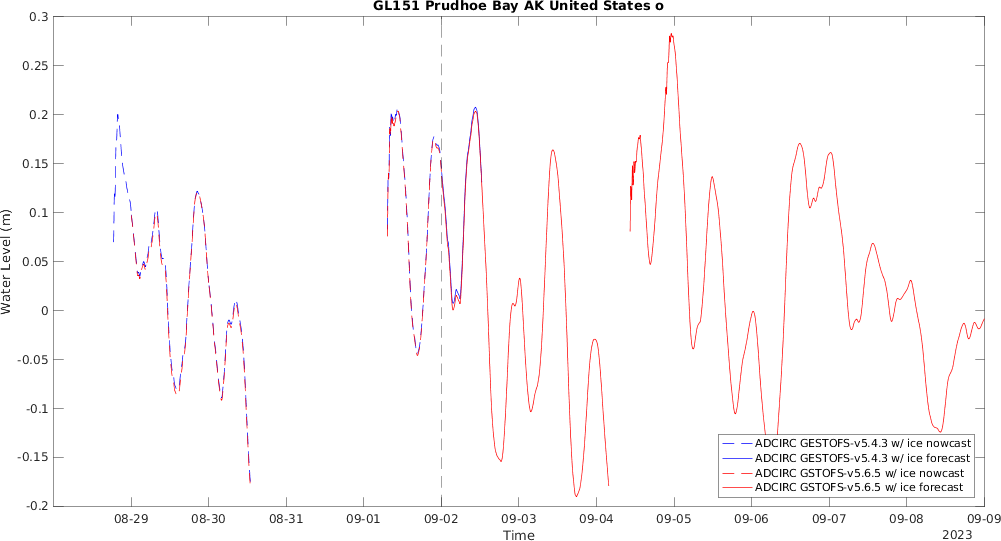 GL151 Prudhoe Bay AK United States o
0.3
0.25
0.2
0.15
0.1
0.05
0
-0.05
-0.1
-0.15
-0.2
Water Level (m)
ADCIRC GESTOFS-v5.4.3 w/ ice nowcast
ADCIRC GESTOFS-v5.4.3 w/ ice forecast
ADCIRC GSTOFS-v5.6.5 w/ ice nowcast
ADCIRC GSTOFS-v5.6.5 w/ ice forecast
08-29 08-30 08-31 09-01 09-02 09-03 09-04 09-05 09-06 09-07 09-08 09-09
Time
2023